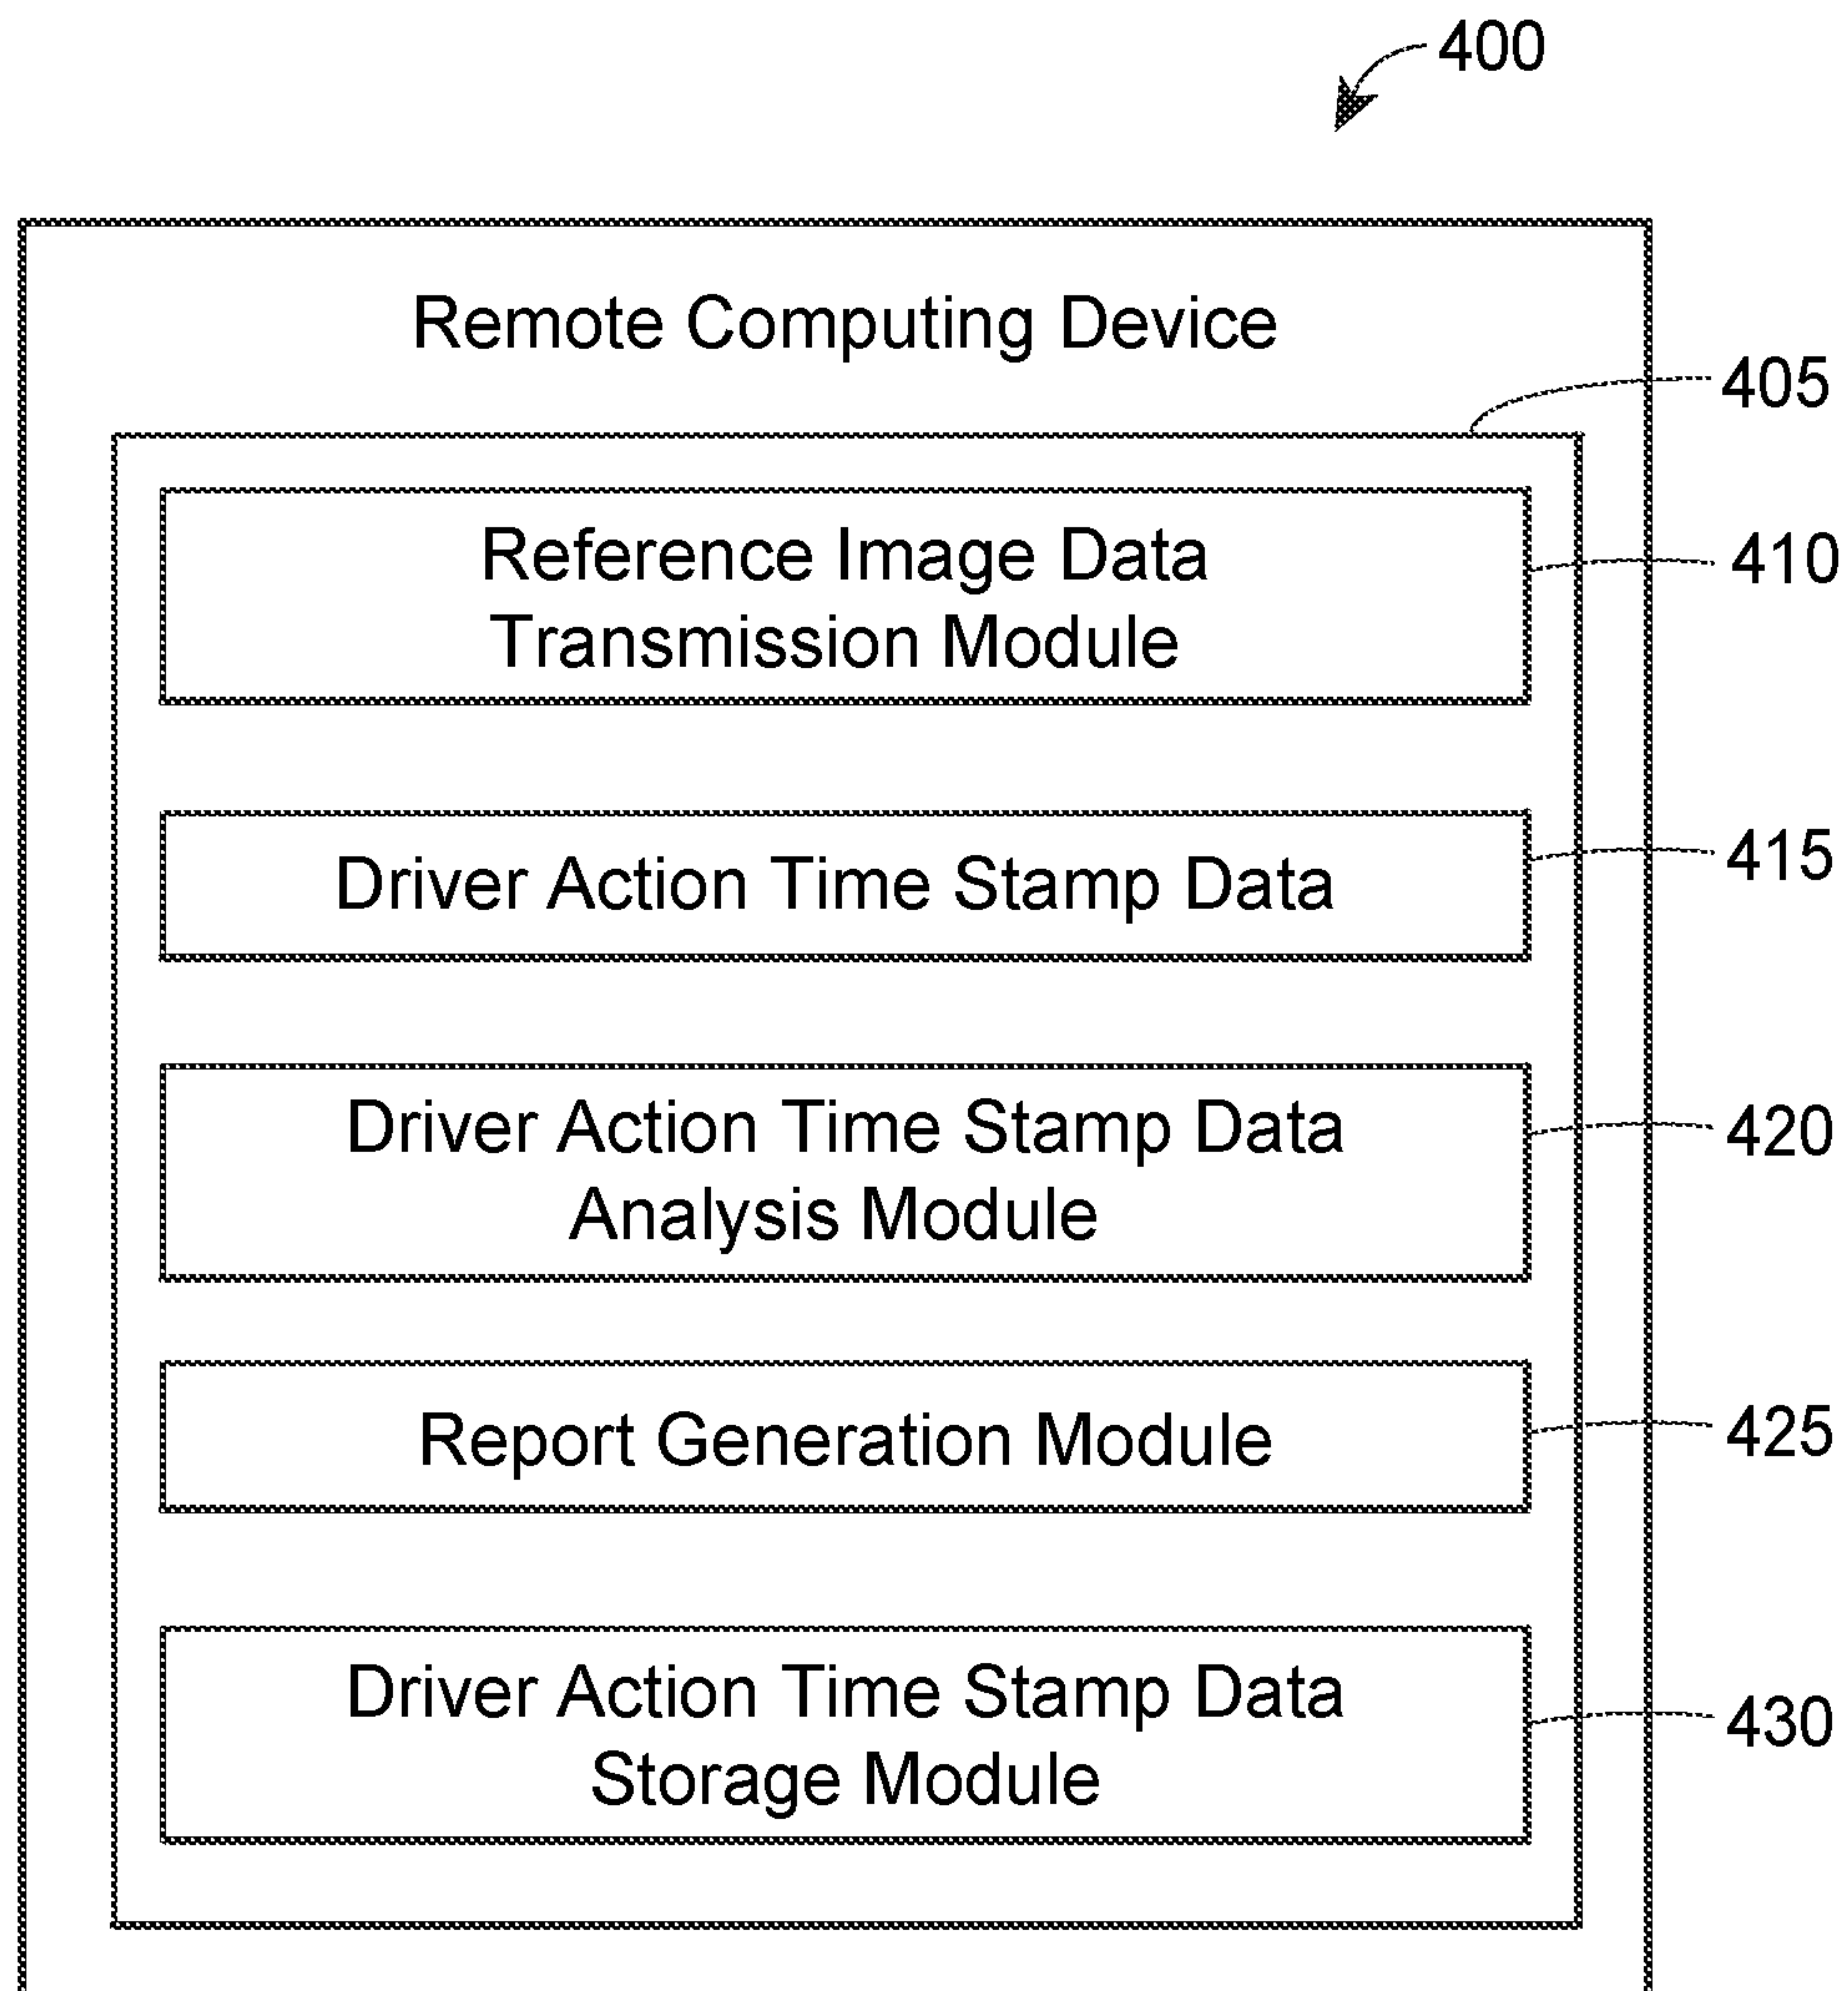 400
Remote Computing Device
405
Reference Image Data
Transmission Module
410
Driver Action Time Stamp Data
415
Driver Action Time Stamp Data
Analysis Module
420
Report Generation Module
425
Driver Action Time Stamp Data
Storage Module
430